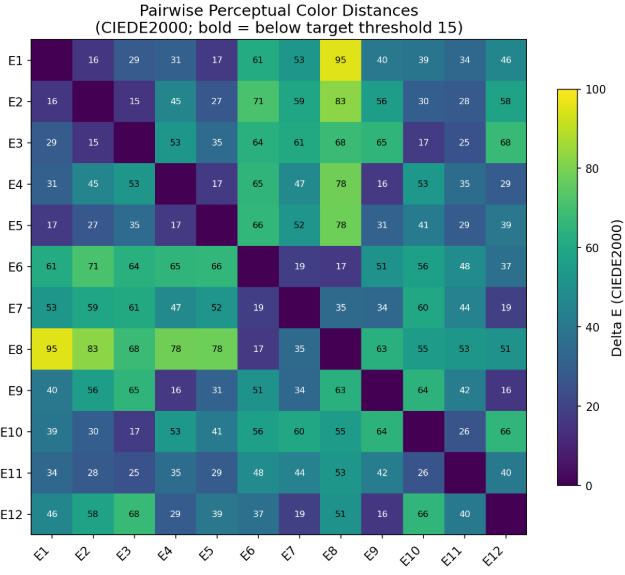 Pairwise Perceptual Color Distances
(CIEDE2000; bold = below target threshold 15)
E1 16 29 31 17 61 53 95 40 39 34 46
E2 16 15 45 27 71 59 83 56 30 28 58
E3 29 15 53 35 64 61 68 65 17 25 68
E4 31 45 53 17 65 47 78 16 53 35 29
E5 17 27 35 17 66 52 78 31 41 29 39
E6 61 71 64 65 66 19 17 51 56 48 37
E7 53 59 61 47 52 19 35 34 60 44 19
E8 95 83 68 78 78 17 35 63 55 53 51
E9 40 56 65 16 31 51 34 63 64 42 16
E10 39 30 17 53 41 56 60 55 64 26 66
E11 34 28 25 35 29 48 44 53 42 26 40
E12 46 58 68 29 39 37 19 51 16 66 40
E1 E2 E3 E4 E5 E6 E7 E8 E9 E10 E11 E12
100
80
60
40
20
0
Delta E (CIEDE2000)